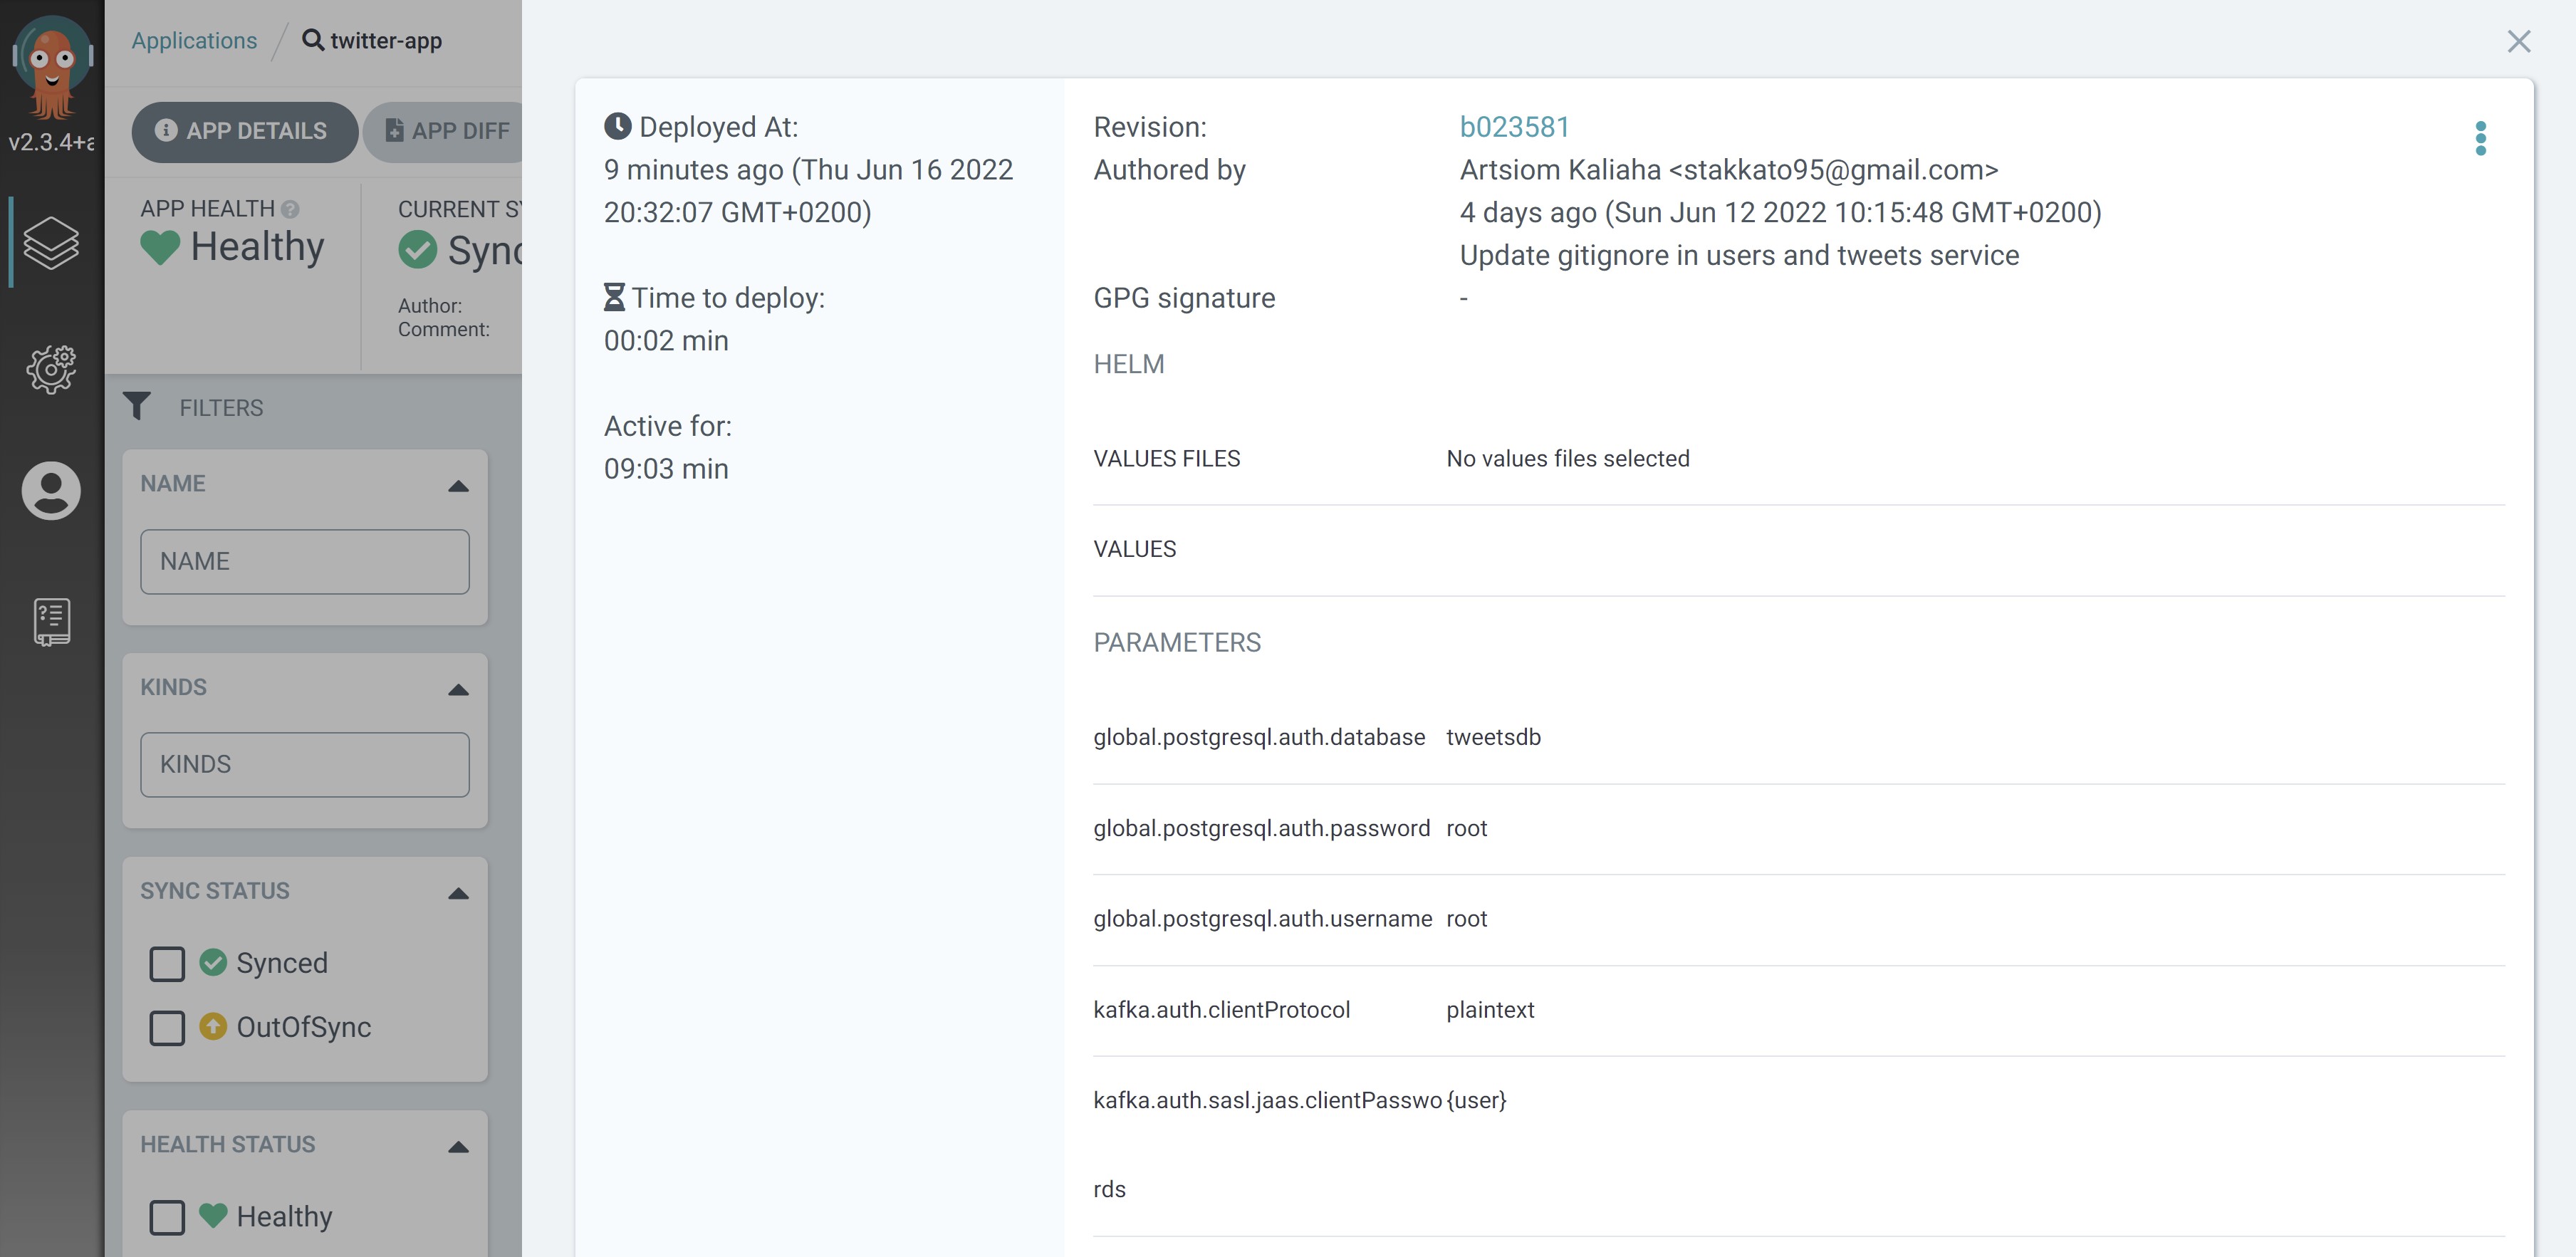 v2.3.4+a
Applications / twitter-app
APP DETAILS
APP DIFF
APP HEALTH
Healthy
CURRENT SY
Sync
Author:
Comment:
FILTERS
NAME
NAME
KINDS
KINDS
SYNC STATUS
Synced
OutOfSync
HEALTH STATUS
Healthy
Deployed At:
9 minutes ago (Thu Jun 16 2022
20:32:07 GMT+0200)
Time to deploy:
00:02 min
Active for:
09:03 min
Revision: b023581
Authored by Artsiom Kaliaha <stakkato95@gmail.com>
4 days ago (Sun Jun 12 2022 10:15:48 GMT+0200)
Update gitignore in users and tweets service
GPG signature -
HELM
VALUES FILES No values files selected
VALUES
PARAMETERS
global.postgresql.auth.database tweetsdb
global.postgresql.auth.password root
global.postgresql.auth.username root
kafka.auth.clientProtocol plaintext
kafka.auth.sasl.jaas.clientPasswo {user}
rds